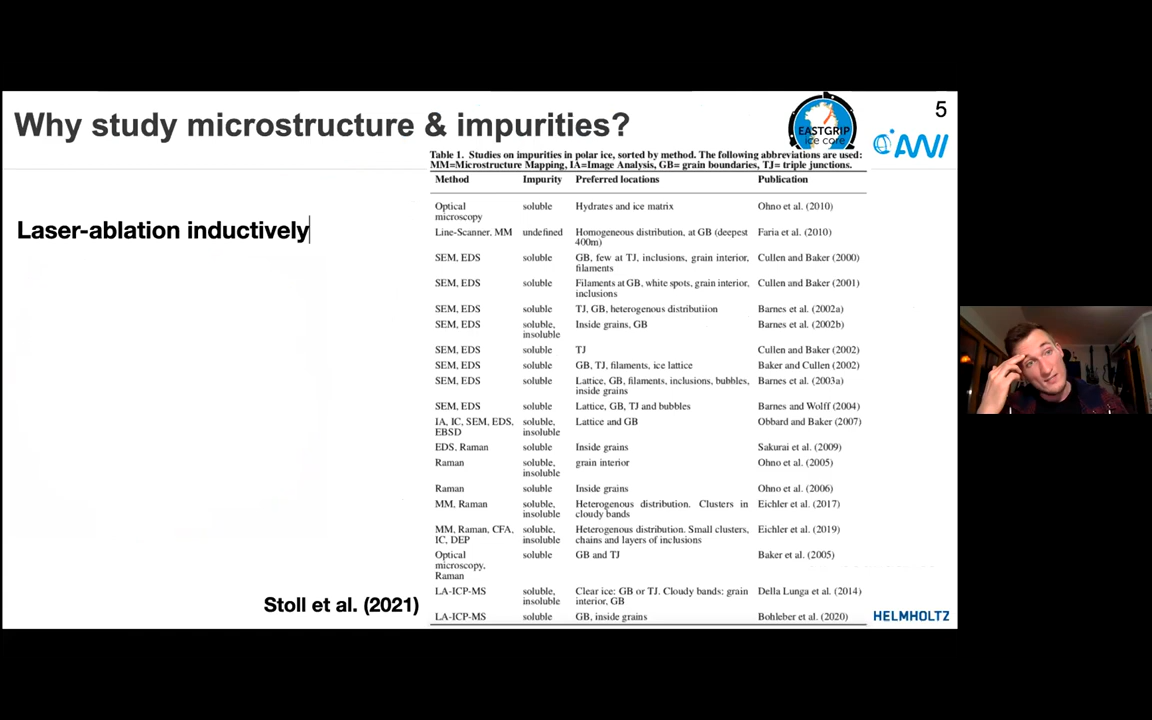 Why study microstructure & impurities?
EASTGRIP
ice core
5
AWI
Table 1. Studies on impurities in polar ice, sorted by method. The following abbreviations are used:
MM=Microstructure Mapping, IA=Image Analysis, GB= grain boundaries, TJ= triple junctions.
Method Impurity Preferred locations Publication
Optical microscopy soluble Hydrates and ice matrix Ohno et al. (2010)
Line-Scanner, MM undefined Homogeneous distribution, at GB (deepest 400m) Faria et al. (2010)
SEM, EDS soluble GB, few at TJ, inclusions, grain interior, filaments Cullen and Baker (2000)
SEM, EDS soluble Filaments at GB, white spots, grain interior, inclusions Cullen and Baker (2001)
SEM, EDS soluble TJ, GB, heterogenous distributiion Barnes et al. (2002a)
SEM, EDS soluble, insoluble Inside grains, GB Barnes et al. (2002b)
SEM, EDS soluble TJ Cullen and Baker (2002)
SEM, EDS soluble GB, TJ, filaments, ice lattice Baker and Cullen (2002)
SEM, EDS soluble Lattice, GB, filaments, inclusions, bubbles, inside grains Barnes et al. (2003a)
SEM, EDS soluble Lattice, GB, TJ and bubbles Barnes and Wolff (2004)
IA, IC, SEM, EDS, EBSD soluble, insoluble Lattice and GB Obbard and Baker (2007)
EDS, Raman soluble Inside grains Sakurai et al. (2009)
Raman soluble, insoluble grain interior Ohno et al. (2005)
Raman soluble Inside grains Ohno et al. (2006)
MM, Raman soluble, insoluble Heterogenous distribution. Clusters in cloudy bands Eichler et al. (2017)
MM, Raman, CFA, IC, DEP soluble, insoluble Heterogenous distribution. Small clusters, chains and layers of inclusions Eichler et al. (2019)
Optical microscopy, Raman soluble GB and TJ Baker et al. (2005)
LA-ICP-MS soluble, insoluble Clear ice: GB or TJ. Cloudy bands: grain interior, GB Della Lunga et al. (2014)
LA-ICP-MS soluble GB, inside grains Bohleber et al. (2020)
Laser-ablation inductively
Stoll et al. (2021)
HELMHOLTZ